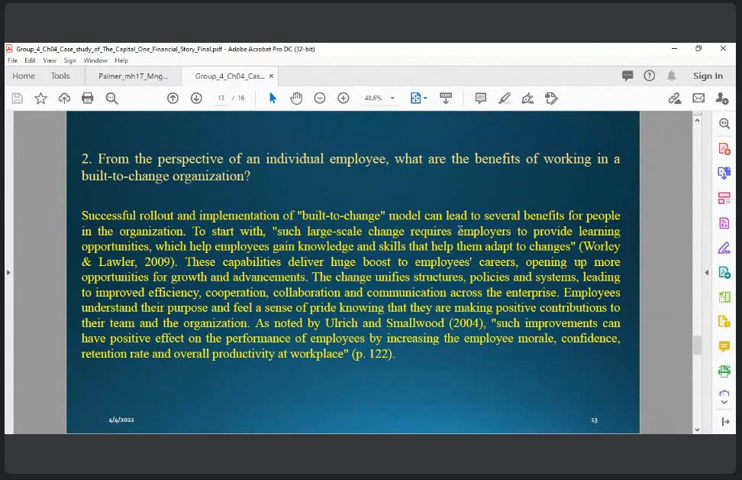 Group_4_Ch04_Case_study_of_The_Capital_One_Financial_Story_Final.pdf - Adobe Acrobat Pro DC (32-bit)
File Edit View Sign Window Help
Home Tools Palmer_mh17_Mng... Group_4_Ch04_Cas... × Sign In
13 / 16 48.6%
2. From the perspective of an individual employee, what are the benefits of working in a
built-to-change organization?
Successful rollout and implementation of "built-to-change" model can lead to several benefits for people
in the organization. To start with, "such large-scale change requires employers to provide learning
opportunities, which help employees gain knowledge and skills that help them adapt to changes" (Worley
& Lawler, 2009). These capabilities deliver huge boost to employees' careers, opening up more
opportunities for growth and advancements. The change unifies structures, policies and systems, leading
to improved efficiency, cooperation, collaboration and communication across the enterprise. Employees
understand their purpose and feel a sense of pride knowing that they are making positive contributions to
their team and the organization. As noted by Ulrich and Smallwood (2004), "such improvements can
have positive effect on the performance of employees by increasing the employee morale, confidence,
retention rate and overall productivity at workplace" (p. 122).
4/4/2022 13